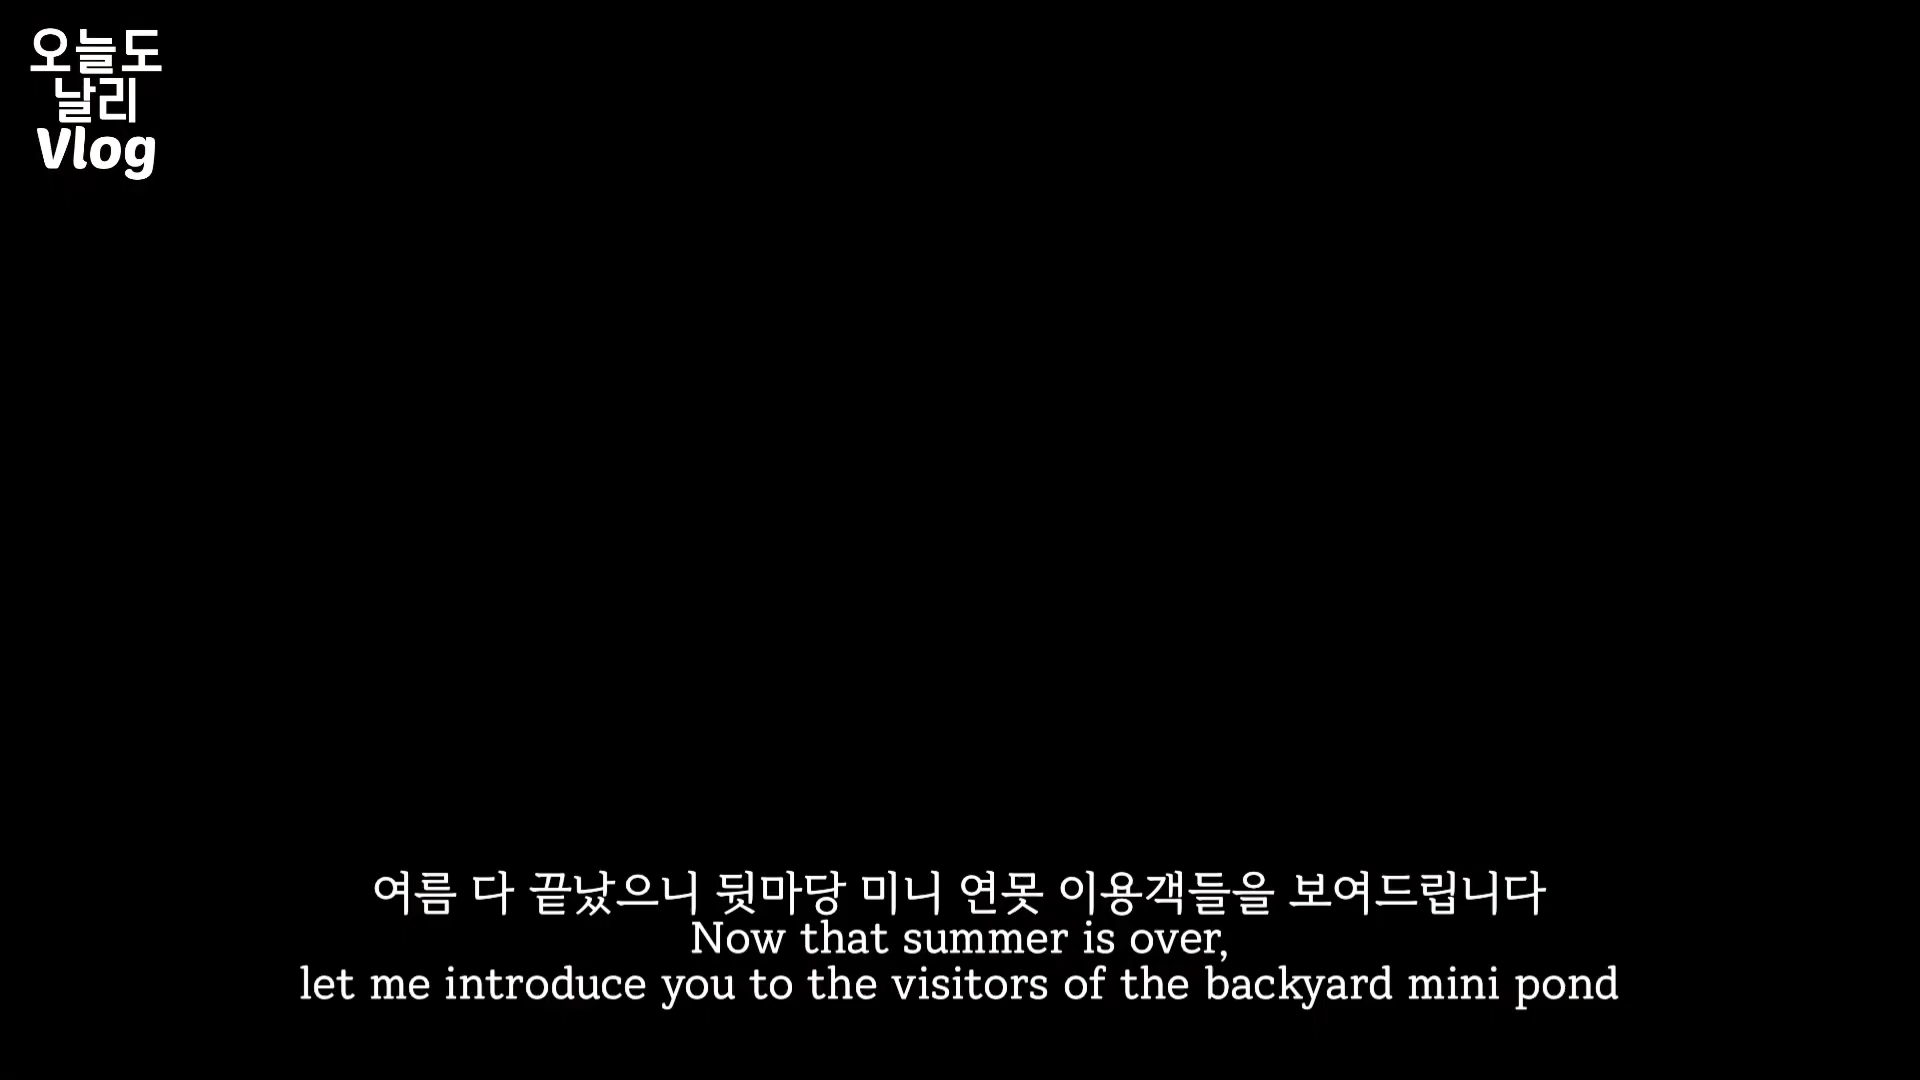 오늘도
날리
Vlog
여름 다 끝났으니 뒷마당 미니 연못 이용객들을 보여드립니다
Now that summer is over,
let me introduce you to the visitors of the backyard mini pond